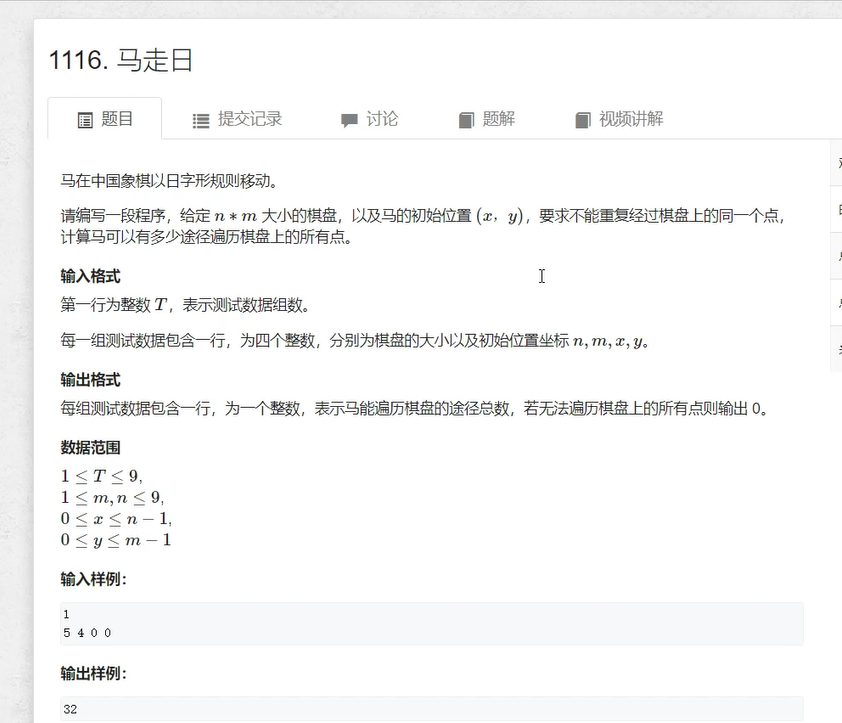 1116. 马走日
题目 提交记录 讨论 题解 视频讲解
马在中国象棋以日字形规则移动。
请编写一段程序，给定 n * m 大小的棋盘，以及马的初始位置 (x，y)，要求不能重复经过棋盘上的同一个点，
计算马可以有多少途径遍历棋盘上的所有点。
输入格式
第一行为整数 T，表示测试数据组数。
每一组测试数据包含一行，为四个整数，分别为棋盘的大小以及初始位置坐标 n, m, x, y。
输出格式
每组测试数据包含一行，为一个整数，表示马能遍历棋盘的途径总数，若无法遍历棋盘上的所有点则输出 0。
数据范围
1 ≤ T ≤ 9,
1 ≤ m, n ≤ 9,
0 ≤ x ≤ n − 1,
0 ≤ y ≤ m − 1
输入样例：
1
5 4 0 0
输出样例：
32